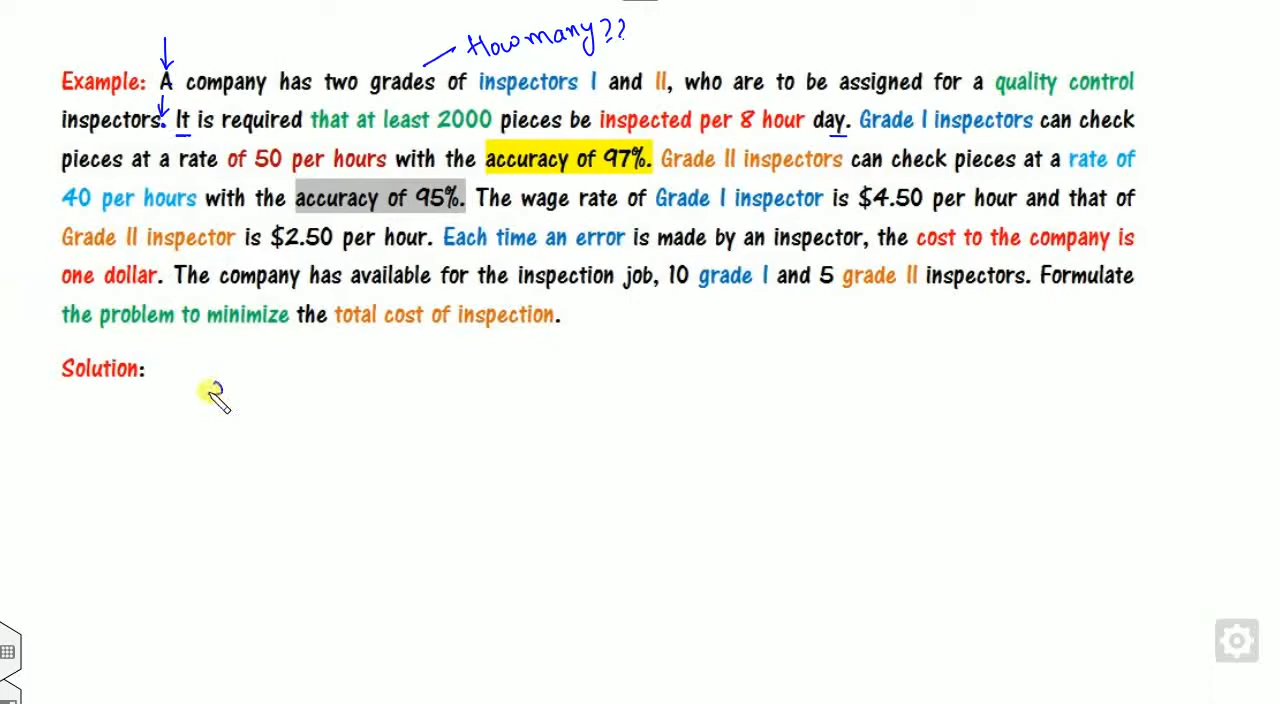 How many??
Example: A company has two grades of inspectors I and II, who are to be assigned for a quality control
inspectors. It is required that at least 2000 pieces be inspected per 8 hour day. Grade I inspectors can check
pieces at a rate of 50 per hours with the accuracy of 97%. Grade II inspectors can check pieces at a rate of
40 per hours with the accuracy of 95%. The wage rate of Grade I inspector is $4.50 per hour and that of
Grade II inspector is $2.50 per hour. Each time an error is made by an inspector, the cost to the company is
one dollar. The company has available for the inspection job, 10 grade I and 5 grade II inspectors. Formulate
the problem to minimize the total cost of inspection.
Solution: